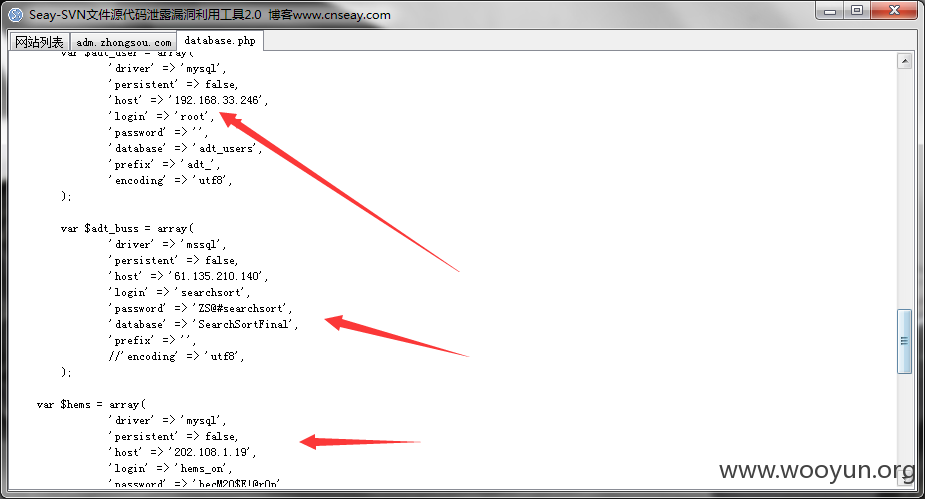 Seay-SVN文件源代码泄露漏洞利用工具2.0  博客www.cnseay.com
网站列表 adm.zhongsou.com database.php
var $adt_user = array(
'driver' => 'mysql',
'persistent' => false,
'host' => '192.168.33.246',
'login' => 'root',
'password' => '',
'database' => 'adt_users',
'prefix' => 'adt_',
'encoding' => 'utf8',
);
var $adt_buss = array(
'driver' => 'mssql',
'persistent' => false,
'host' => '61.135.210.140',
'login' => 'searchsort',
'password' => 'ZS@#searchsort',
'database' => 'SearchSortFinal',
'prefix' => '',
//'encoding' => 'utf8',
);
var $hems = array(
'driver' => 'mysql',
'persistent' => false,
'host' => '202.108.1.19',
'login' => 'hems_on',
'password' =>
www.wooyun.org